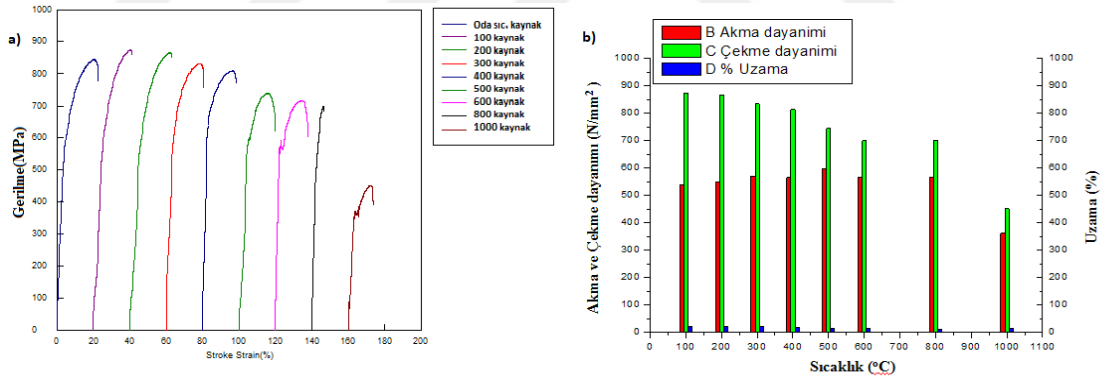 a)
Gerilme(MPa)
1000
900
800
700
600
500
400
300
200
100
0
0 20 40 60 80 100 120 140 160 180 200
Stroke Strain(%)
Oda sıc. kaynak
100 kaynak
200 kaynak
300 kaynak
400 kaynak
500 kaynak
600 kaynak
800 kaynak
1000 kaynak
b)
B Akma dayanimi
C Çekme dayanimi
D % Uzama
Akma ve Çekme dayanımı (N/mm²)
1000
900
800
700
600
500
400
300
200
100
0
0 100 200 300 400 500 600 700 800 900 1000 1100
Sıcaklık (°C)
1000
900
800
700
600
500
400
300
200
100
0
Uzama (%)